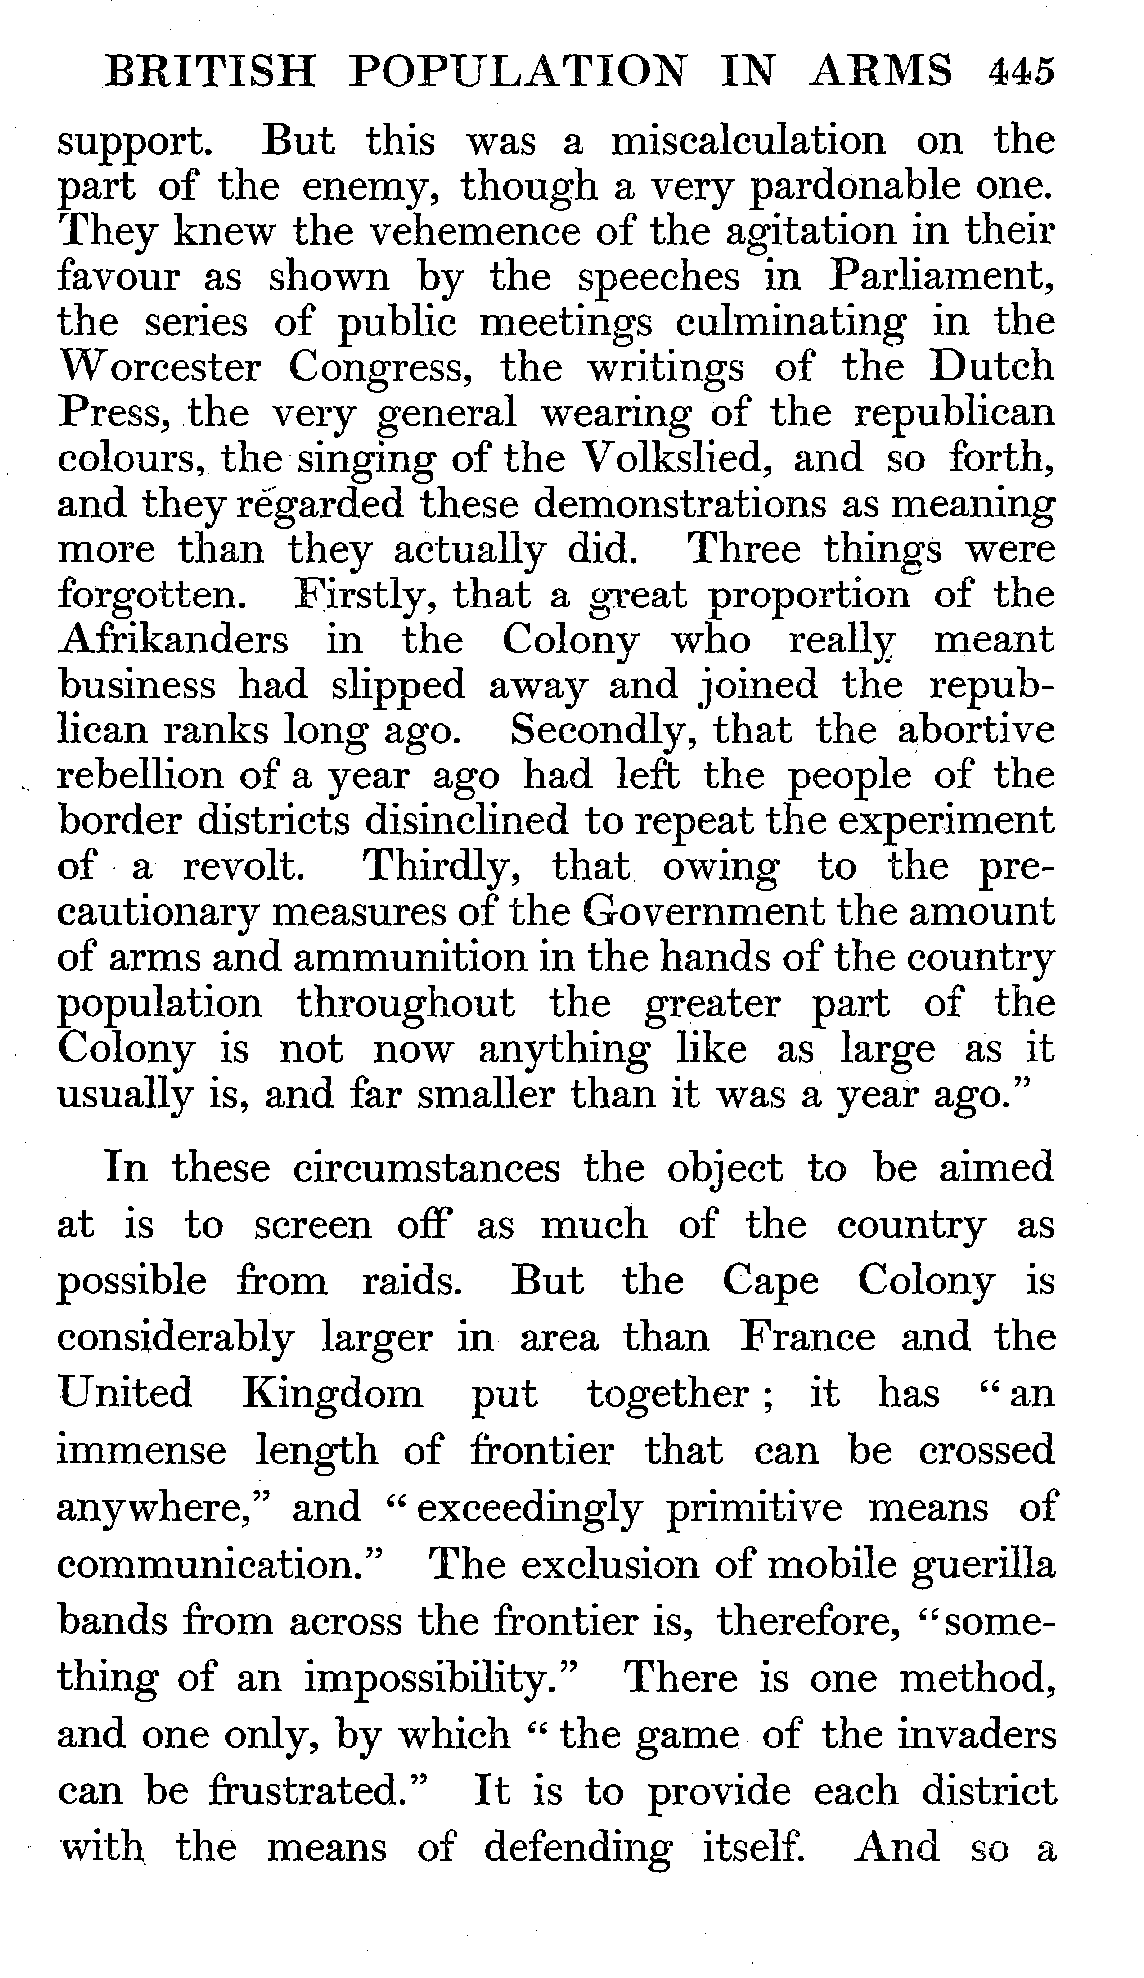 BRITISH POPULATION IN ARMS 445
support. But this was a miscalculation on the
part of the enemy, though a very pardonable one.
They knew the vehemence of the agitation in their
favour as shown by the speeches in Parliament,
the series of public meetings culminating in the
Worcester Congress, the writings of the Dutch
Press, the very general wearing of the republican
colours, the singing of the Volkslied, and so forth,
and they regarded these demonstrations as meaning
more than they actually did. Three things were
forgotten. Firstly, that a great proportion of the
Afrikanders in the Colony who really meant
business had slipped away and joined the repub-
lican ranks long ago. Secondly, that the abortive
rebellion of a year ago had left the people of the
border districts disinclined to repeat the experiment
of a revolt. Thirdly, that owing to the pre-
cautionary measures of the Government the amount
of arms and ammunition in the hands of the country
population throughout the greater part of the
Colony is not now anything like as large as it
usually is, and far smaller than it was a year ago.”
In these circumstances the object to be aimed
at is to screen off as much of the country as
possible from raids. But the Cape Colony is
considerably larger in area than France and the
United Kingdom put together ; it has “ an
immense length of frontier that can be crossed
anywhere,” and “ exceedingly primitive means of
communication.” The exclusion of mobile guerilla
bands from across the frontier is, therefore, “some-
thing of an impossibility.” There is one method,
and one only, by which “ the game of the invaders
can be frustrated.” It is to provide each district
with the means of defending itself. And so a